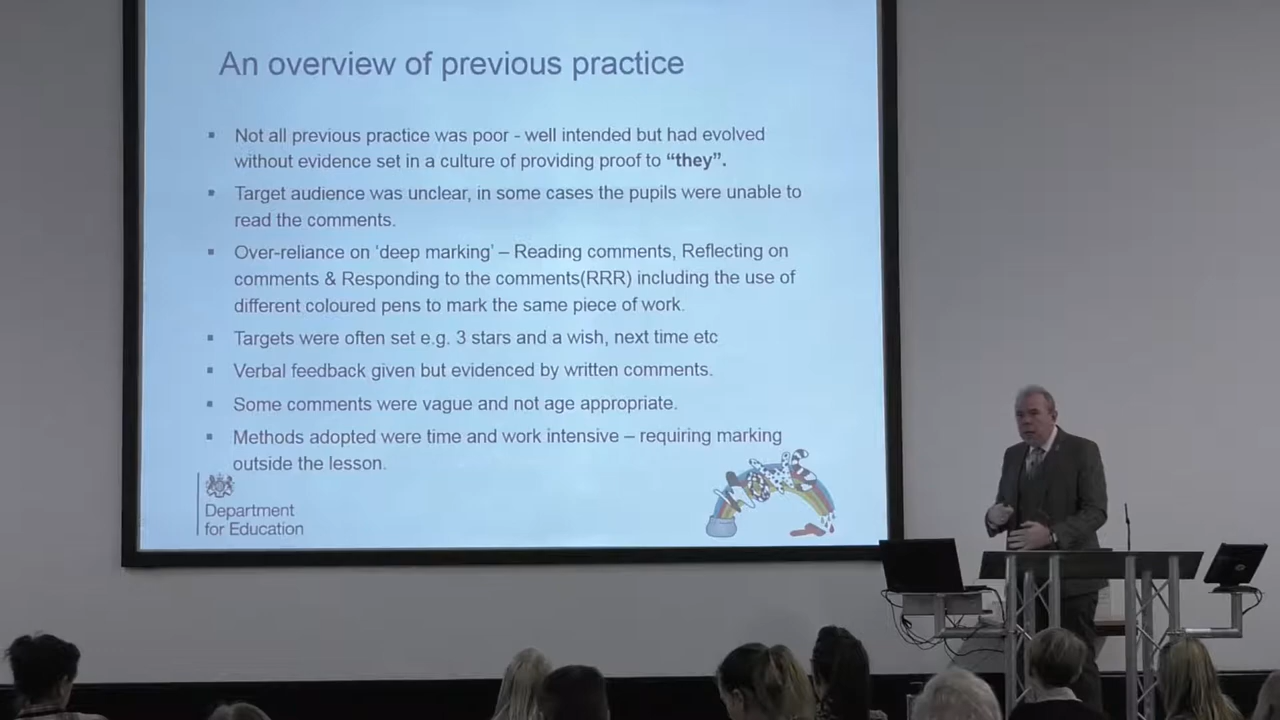 An overview of previous practice
Not all previous practice was poor - well intended but had evolved
without evidence set in a culture of providing proof to “they”.
Target audience was unclear, in some cases the pupils were unable to
read the comments.
Over-reliance on ‘deep marking’ – Reading comments, Reflecting on
comments & Responding to the comments(RRR) including the use of
different coloured pens to mark the same piece of work.
Targets were often set e.g. 3 stars and a wish, next time etc
Verbal feedback given but evidenced by written comments.
Some comments were vague and not age appropriate.
Methods adopted were time and work intensive – requiring marking
outside the lesson.
Department
for Education